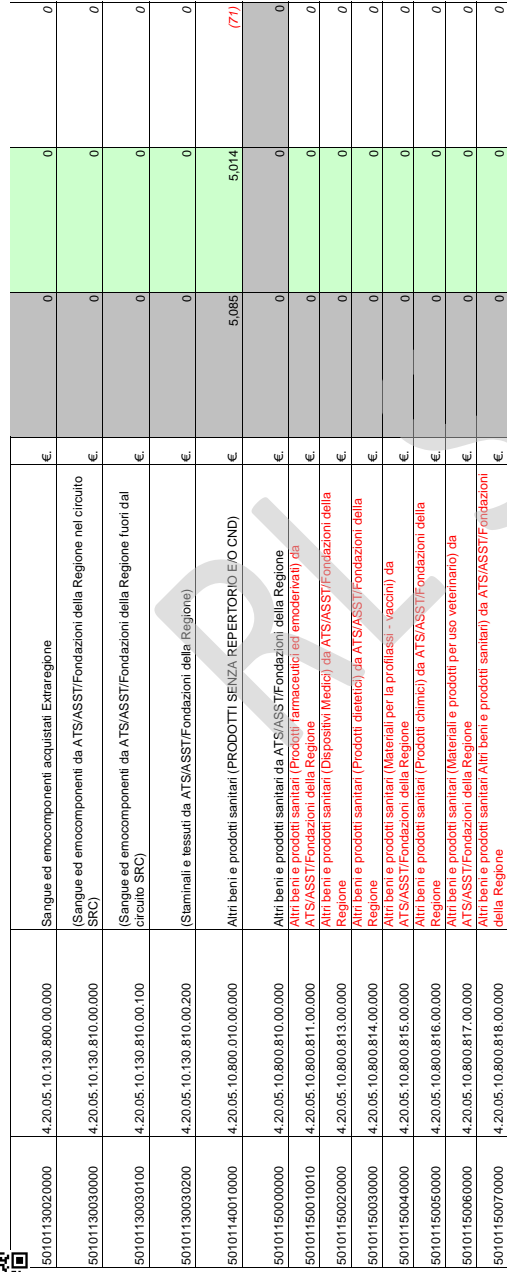 50101130020000 4.20.05.10.130.800.00.000 Sangue ed emocomponenti acquistati Extraregione €. 0 0 0
50101130030000 4.20.05.10.130.810.00.000 (Sangue ed emocomponenti da ATS/ASST/Fondazioni della Regione nel circuito
SRC) €. 0 0 0
50101130030100 4.20.05.10.130.810.00.100 (Sangue ed emocomponenti da ATS/ASST/Fondazioni della Regione fuori dal
circuito SRC) €. 0 0 0
50101130030200 4.20.05.10.130.810.00.200 (Staminali e tessuti da ATS/ASST/Fondazioni della Regione) €. 0 0 0
50101140010000 4.20.05.10.800.010.00.000 Altri beni e prodotti sanitari (PRODOTTI SENZA REPERTORIO E/O CND) €. 5,085 5,014 (71)
50101150000000 4.20.05.10.800.810.00.000 Altri beni e prodotti sanitari da ATS/ASST/Fondazioni della Regione €. 0 0 0
50101150010010 4.20.05.10.800.811.00.000 Altri beni e prodotti sanitari (Prodotti farmaceutici ed emoderivati) da
ATS/ASST/Fondazioni della Regione €. 0 0 0
50101150020000 4.20.05.10.800.813.00.000 Altri beni e prodotti sanitari (Dispositivi Medici) da ATS/ASST/Fondazioni della
Regione €. 0 0 0
50101150030000 4.20.05.10.800.814.00.000 Altri beni e prodotti sanitari (Prodotti dietetici) da ATS/ASST/Fondazioni della
Regione €. 0 0 0
50101150040000 4.20.05.10.800.815.00.000 Altri beni e prodotti sanitari (Materiali per la profilassi - vaccini) da
ATS/ASST/Fondazioni della Regione €. 0 0 0
50101150050000 4.20.05.10.800.816.00.000 Altri beni e prodotti sanitari (Prodotti chimici) da ATS/ASST/Fondazioni della
Regione €. 0 0 0
50101150060000 4.20.05.10.800.817.00.000 Altri beni e prodotti sanitari (Materiali e prodotti per uso veterinario) da
ATS/ASST/Fondazioni della Regione €. 0 0 0
50101150070000 4.20.05.10.800.818.00.000 Altri beni e prodotti sanitari Altri beni e prodotti sanitari) da ATS/ASST/Fondazioni
della Regione €. 0 0 0
RL